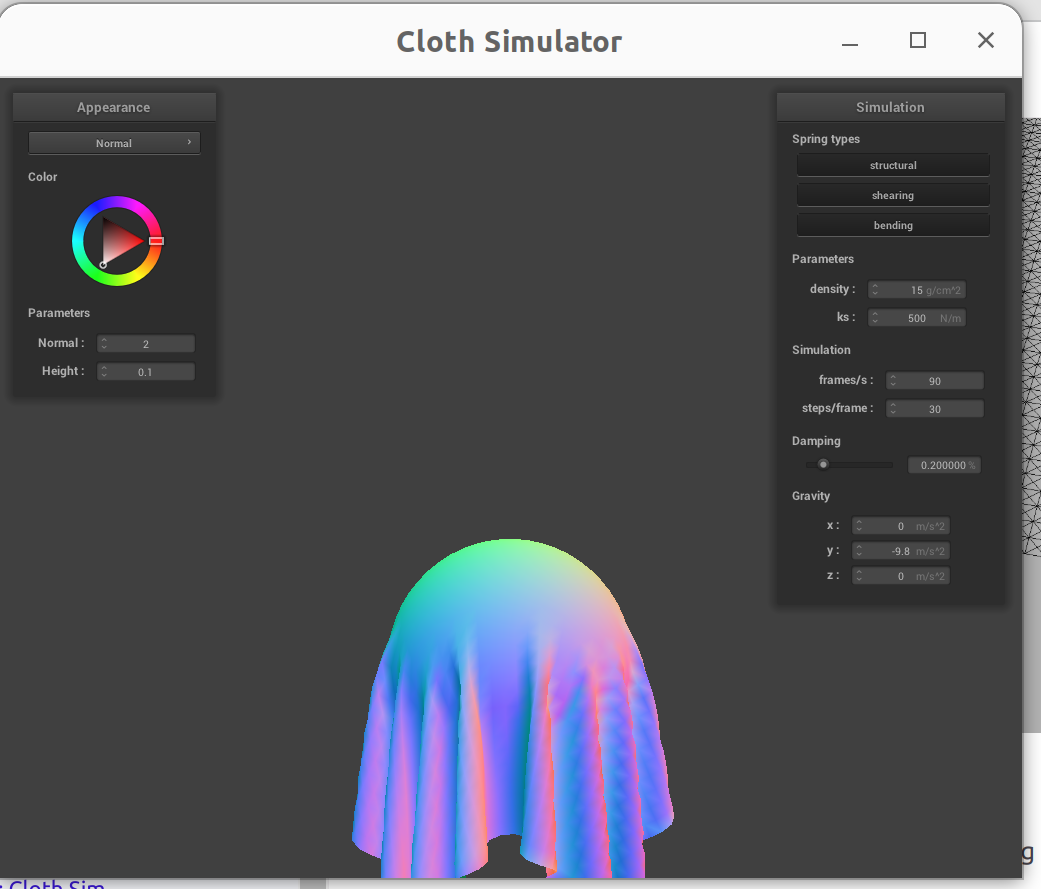 Cloth Simulator
Appearance
Normal
Color
Parameters
Normal : 2
Height : 0.1
Simulation
Spring types
structural
shearing
bending
Parameters
density : 15 g/cm^2
ks : 500 N/m
Simulation
frames/s : 90
steps/frame : 30
Damping
0.200000 %
Gravity
x : 0 m/s^2
y : -9.8 m/s^2
z : 0 m/s^2
g
: Cloth Sim